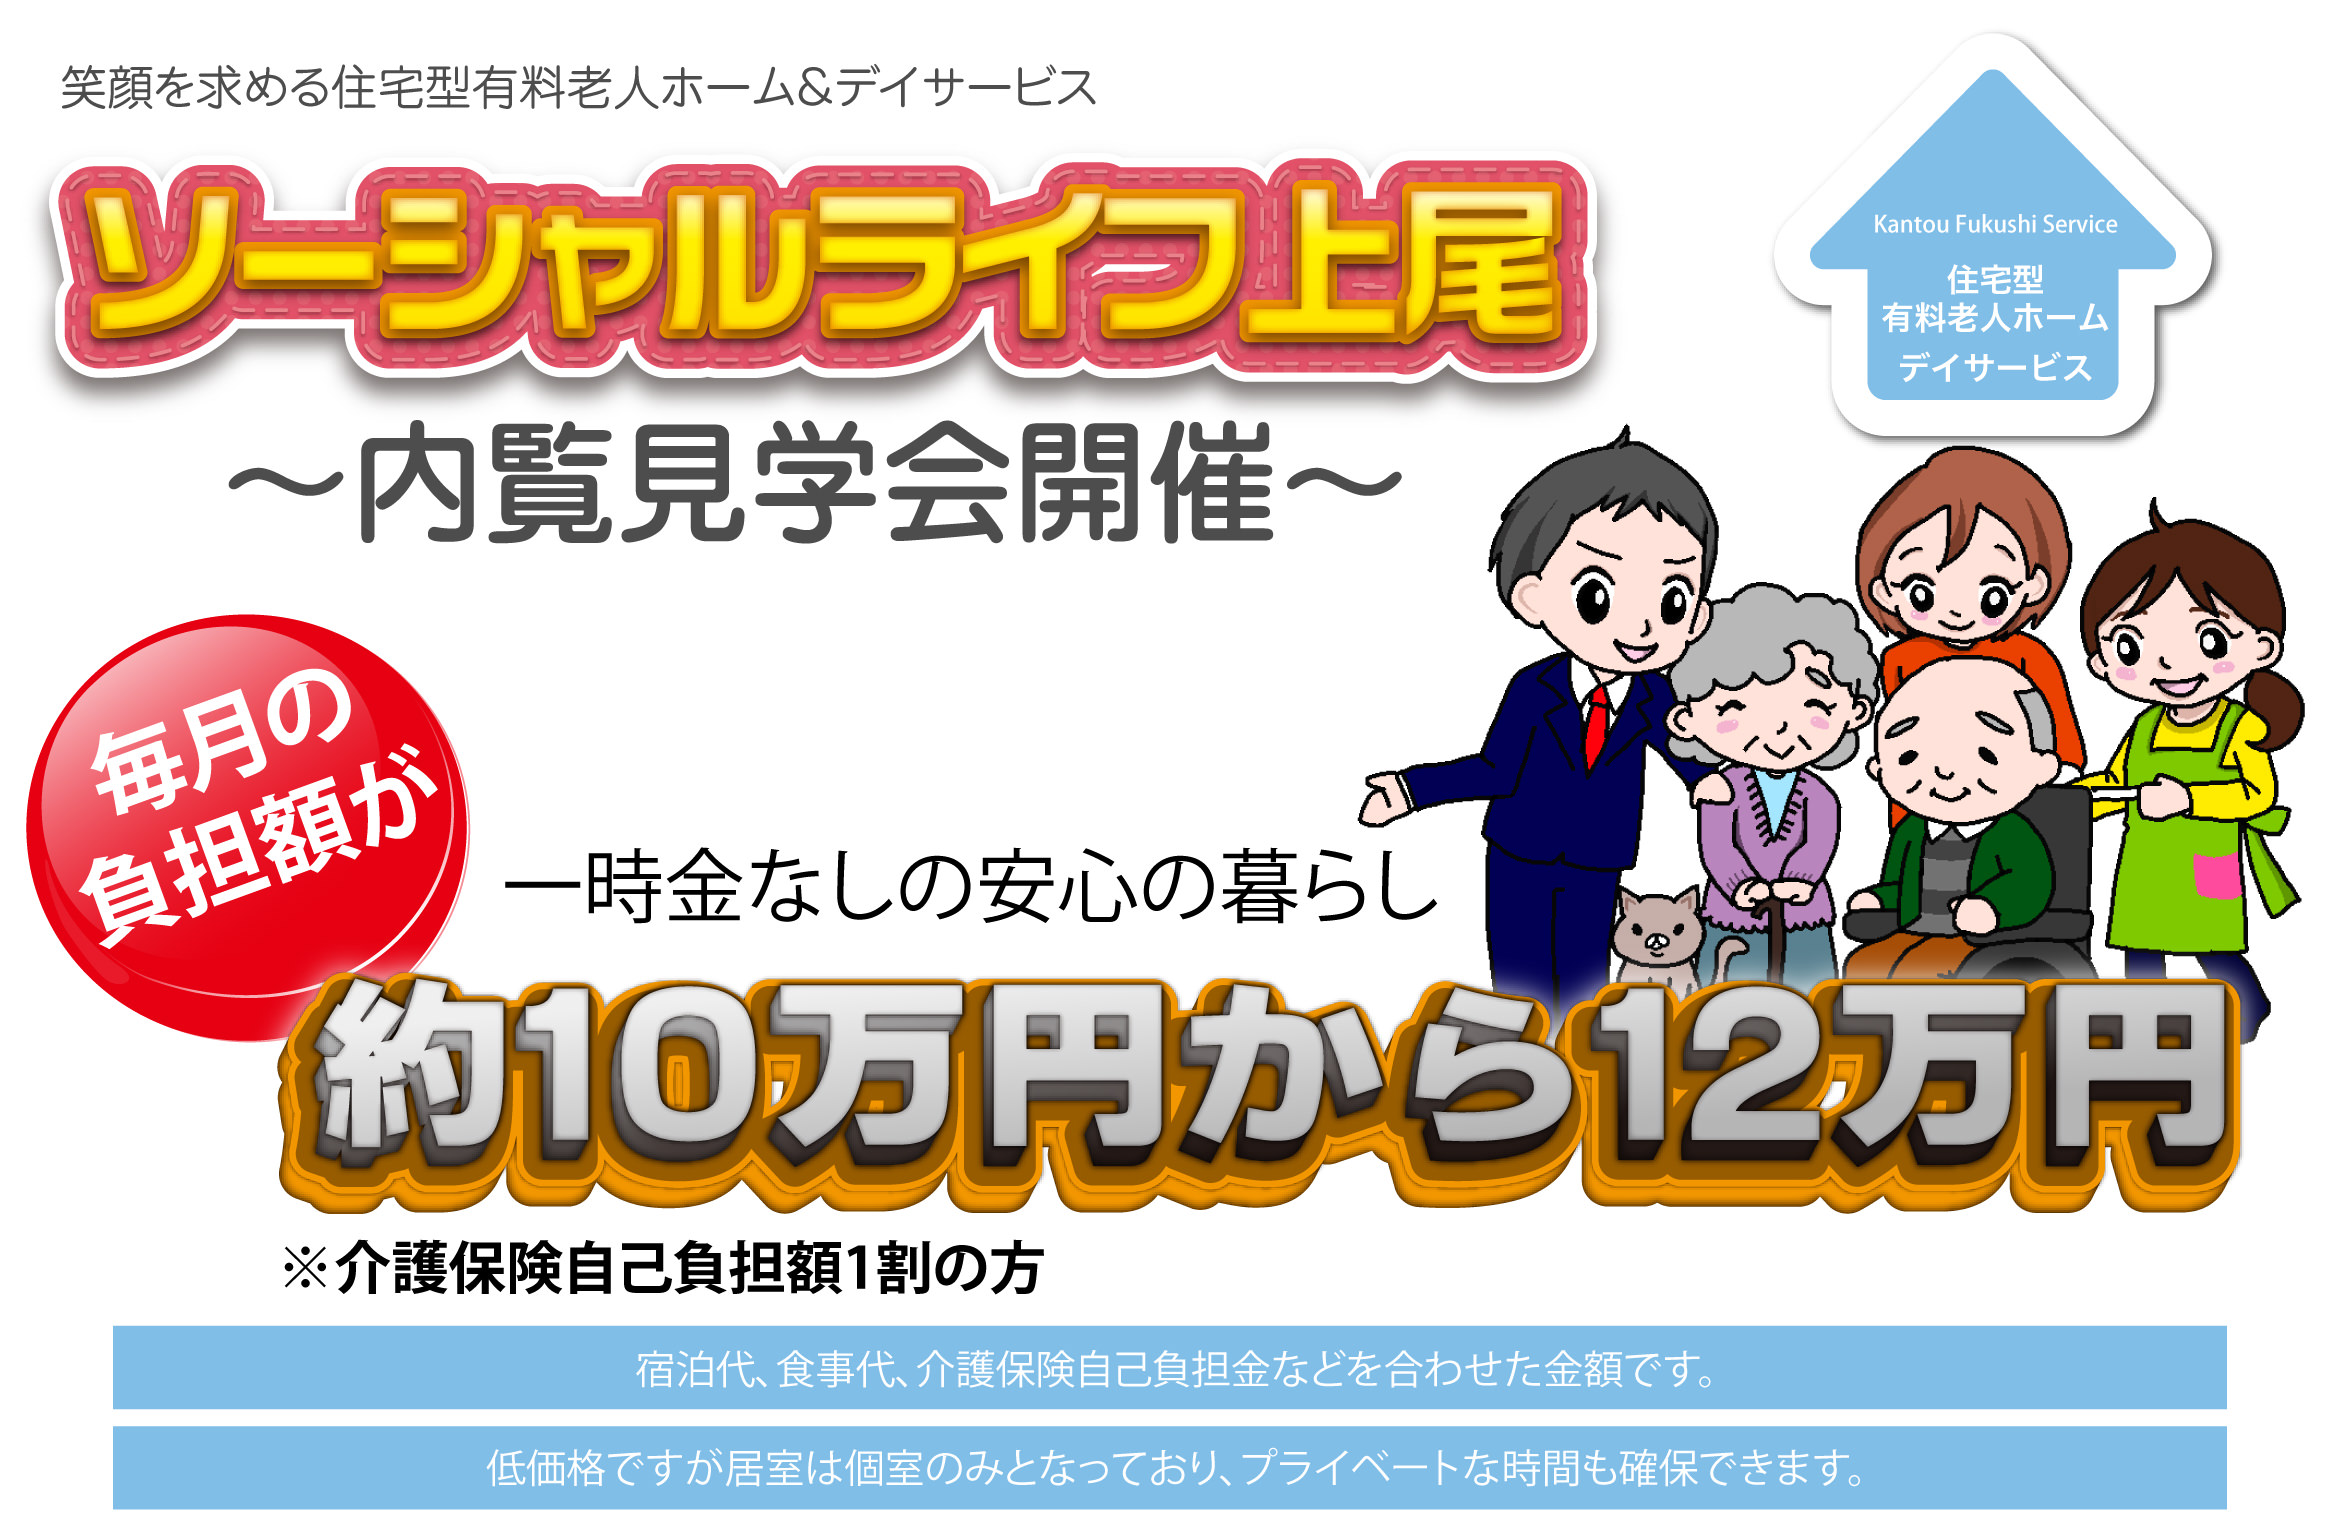 笑顔を求める住宅型有料老人ホーム&デイサービス
ソーシャルライフ上尾
～内覧見学会開催～
Kantou Fukushi Service
住宅型
有料老人ホーム
デイサービス
毎月の
負担額が
一時金なしの安心の暮らし
約10万円から12万円
※介護保険自己負担額1割の方
宿泊代、食事代、介護保険自己負担金などを合わせた金額です。
低価格ですが居室は個室のみとなっており、プライベートな時間も確保できます。